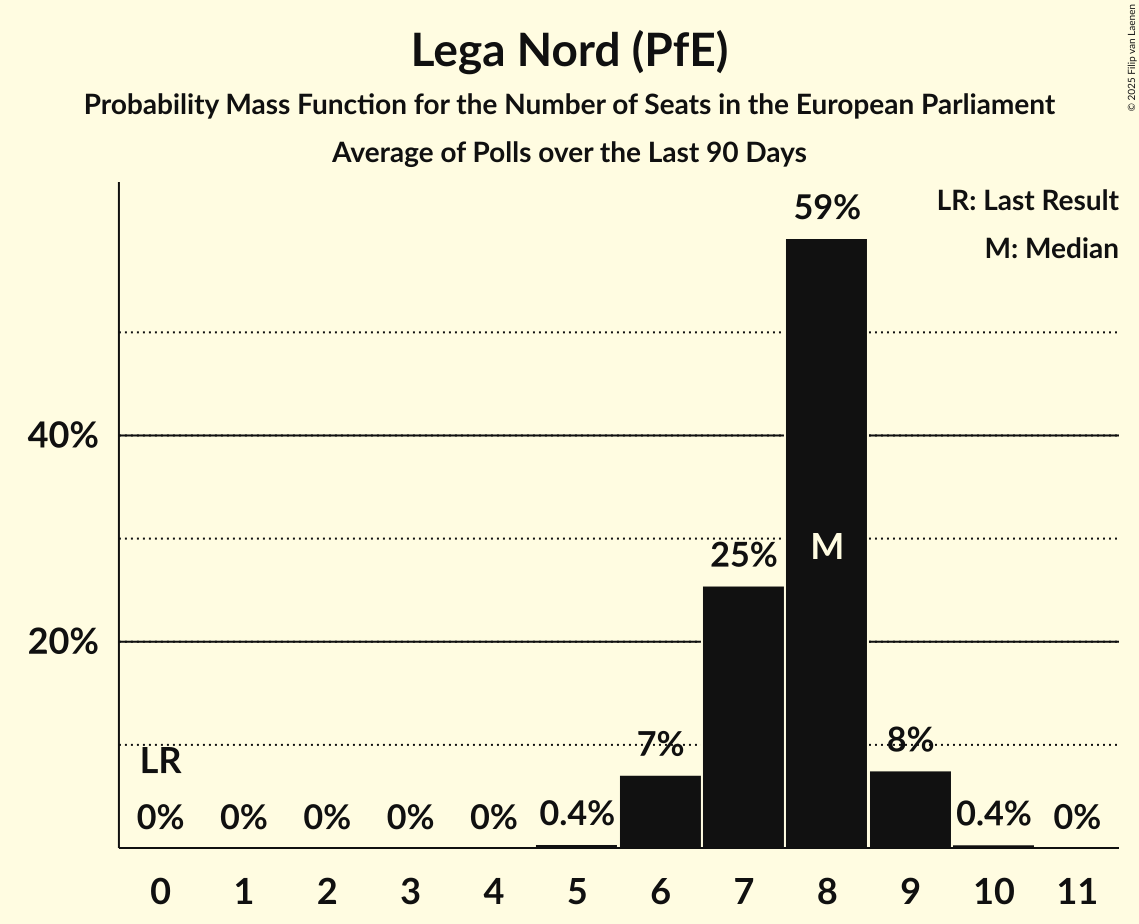 Lega Nord (PfE)
Probability Mass Function for the Number of Seats in the European Parliament
Average of Polls over the Last 90 Days
© 2025 Filip van Laenen
LR: Last Result
M: Median
59%
40%
25%
M
20%
7%
8%
LR
0%
0%
0%
0%
0%
0.4%
0.4%
0%
0 1 2 3 4 5 6 7 8 9 10 11